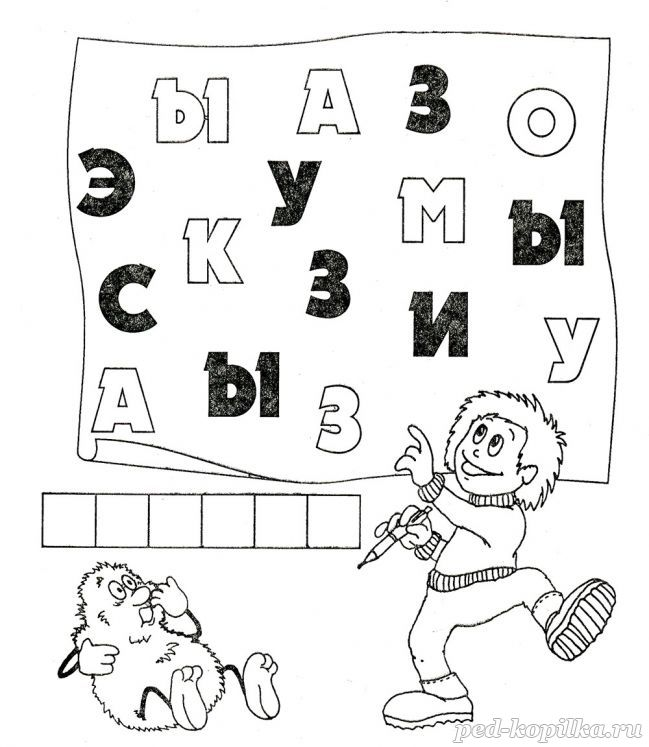 Ы А З О
Э У М Ы
К З
С И У
А Ы З
ped-kopilka.ru